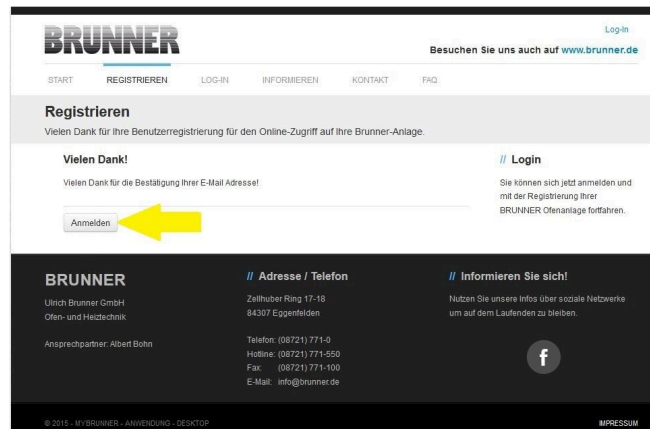 BRUNNER
Log-In
Besuchen Sie uns auch auf www.brunner.de
START REGISTRIEREN LOG-IN INFORMIEREN KONTAKT FAQ
Registrieren
Vielen Dank für Ihre Benutzerregistrierung für den Online-Zugriff auf Ihre Brunner-Anlage.
Vielen Dank!
Vielen Dank für die Bestätigung Ihrer E-Mail Adresse!
Anmelden
// Login
Sie können sich jetzt anmelden und
mit der Registrierung Ihrer
BRUNNER Ofenanlage fortfahren.
BRUNNER
Ulrich Brunner GmbH
Ofen- und Heiztechnik
Ansprechpartner: Albert Bohn
// Adresse / Telefon
Zellhuber Ring 17-18
84307 Eggenfelden
Telefon: (08721) 771-0
Hotline: (08721) 771-550
Fax: (08721) 771-100
E-Mail: info@brunner.de
// Informieren Sie sich!
Nutzen Sie unsere Infos über soziale Netzwerke
um auf dem Laufenden zu bleiben.
f
© 2015 - MYBRUNNER - ANWENDUNG - DESKTOP
IMPRESSUM